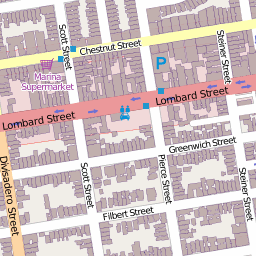 Scott Street
Chestnut Street
Steiner Street
P
Marina
Supermarket
Lombard Street
Lombard Street
Greenwich Street
Divisadero Street
Scott Street
Pierce Street
Steiner Street
Filbert Street